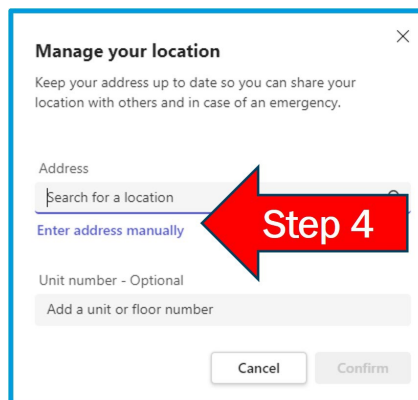 Manage your location
Keep your address up to date so you can share your
location with others and in case of an emergency.
Address
Search for a location
Enter address manually
Step 4
Unit number - Optional
Add a unit or floor number
Cancel
Confirm